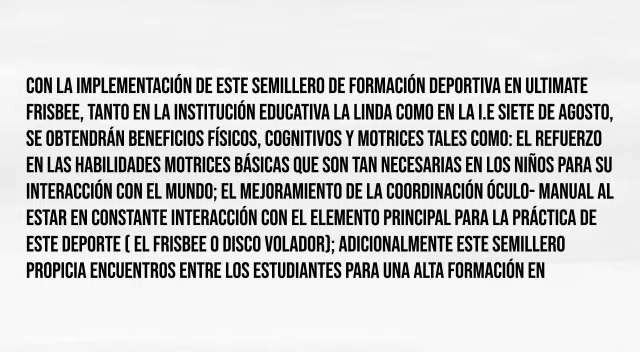 CON LA IMPLEMENTACIÓN DE ESTE SEMILLERO DE FORMACIÓN DEPORTIVA EN ULTIMATE
FRISBEE, TANTO EN LA INSTITUCIÓN EDUCATIVA LA LINDA COMO EN LA I.E SIETE DE AGOSTO,
SE OBTENDRÁN BENEFICIOS FÍSICOS, COGNITIVOS Y MOTRICES TALES COMO: EL REFUERZO
EN LAS HABILIDADES MOTRICES BÁSICAS QUE SON TAN NECESARIAS EN LOS NIÑOS PARA SU
INTERACCIÓN CON EL MUNDO; EL MEJORAMIENTO DE LA COORDINACIÓN ÓCULO- MANUAL AL
ESTAR EN CONSTANTE INTERACCIÓN CON EL ELEMENTO PRINCIPAL PARA LA PRÁCTICA DE
ESTE DEPORTE ( EL FRISBEE O DISCO VOLADOR); ADICIONALMENTE ESTE SEMILLERO
PROPICIA ENCUENTROS ENTRE LOS ESTUDIANTES PARA UNA ALTA FORMACIÓN EN